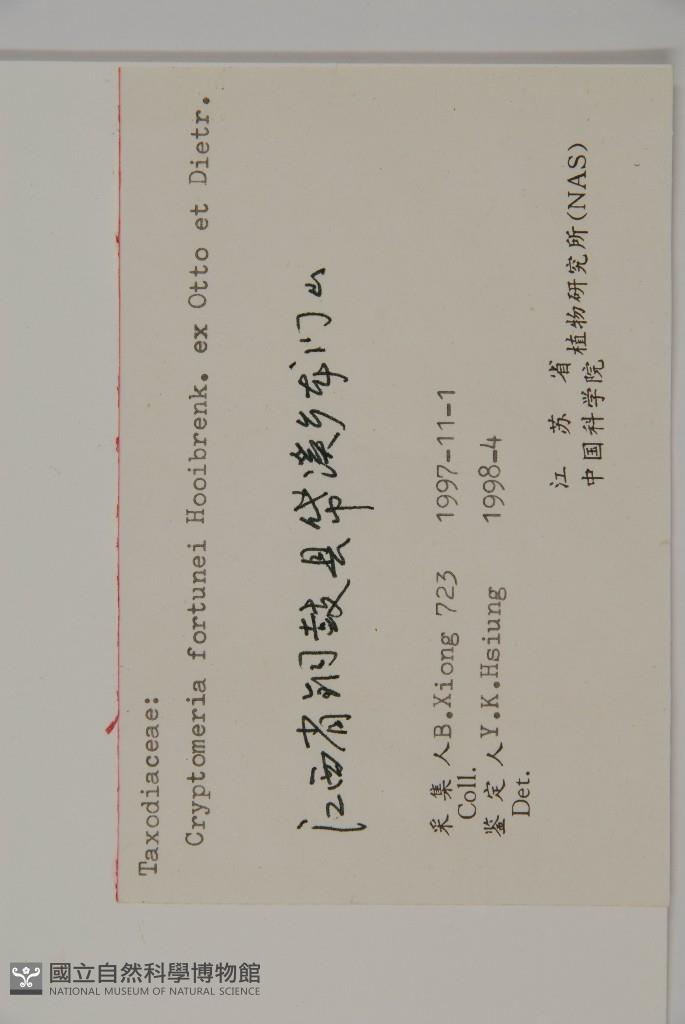 Taxodiaceae:
Cryptomeria fortunei Hooibrenk. ex Otto et Dietr.
江西省铜鼓县带溪乡龙门山
采集人B.Xiong 723 1997-11-1
Coll.
鉴定人Y.K.Hsiung 1998-4
Det.
江苏省
中国科学院植物研究所(NAS)
國立自然科學博物館
NATIONAL MUSEUM OF NATURAL SCIENCE